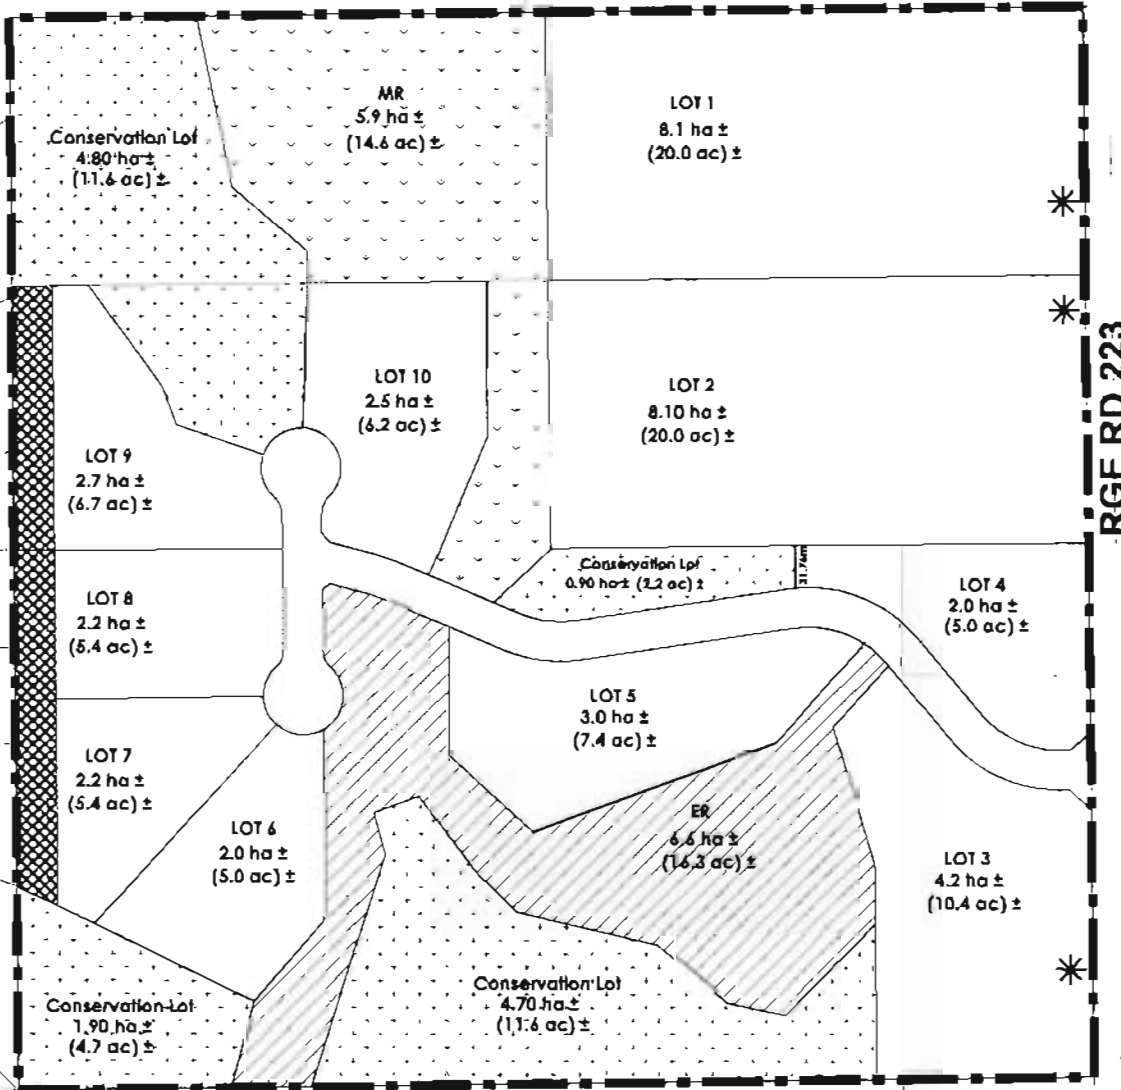 MR
5.9 ha ±
(14.6 ac) ±
LOT 1
8.1 ha ±
(20.0 ac) ±
Conservation Lot
4.80 ha ±
(11.6 ac) ±
LOT 10
2.5 ha ±
(6.2 ac) ±
LOT 2
8.10 ha ±
(20.0 ac) ±
RGE RD 223
LOT 9
2.7 ha ±
(6.7 ac) ±
Conservation Lot
0.90 ha ± (2.2 ac) ±
31.76m
LOT 4
2.0 ha ±
(5.0 ac) ±
LOT 8
2.2 ha ±
(5.4 ac) ±
LOT 5
3.0 ha ±
(7.4 ac) ±
LOT 7
2.2 ha ±
(5.4 ac) ±
LOT 6
2.0 ha ±
(5.0 ac) ±
ER
6.6 ha ±
(16.3 ac) ±
LOT 3
4.2 ha ±
(10.4 ac) ±
Conservation Lot
4.70 ha ±
(11.6 ac) ±
Conservation Lot
1.90 ha ±
(4.7 ac) ±